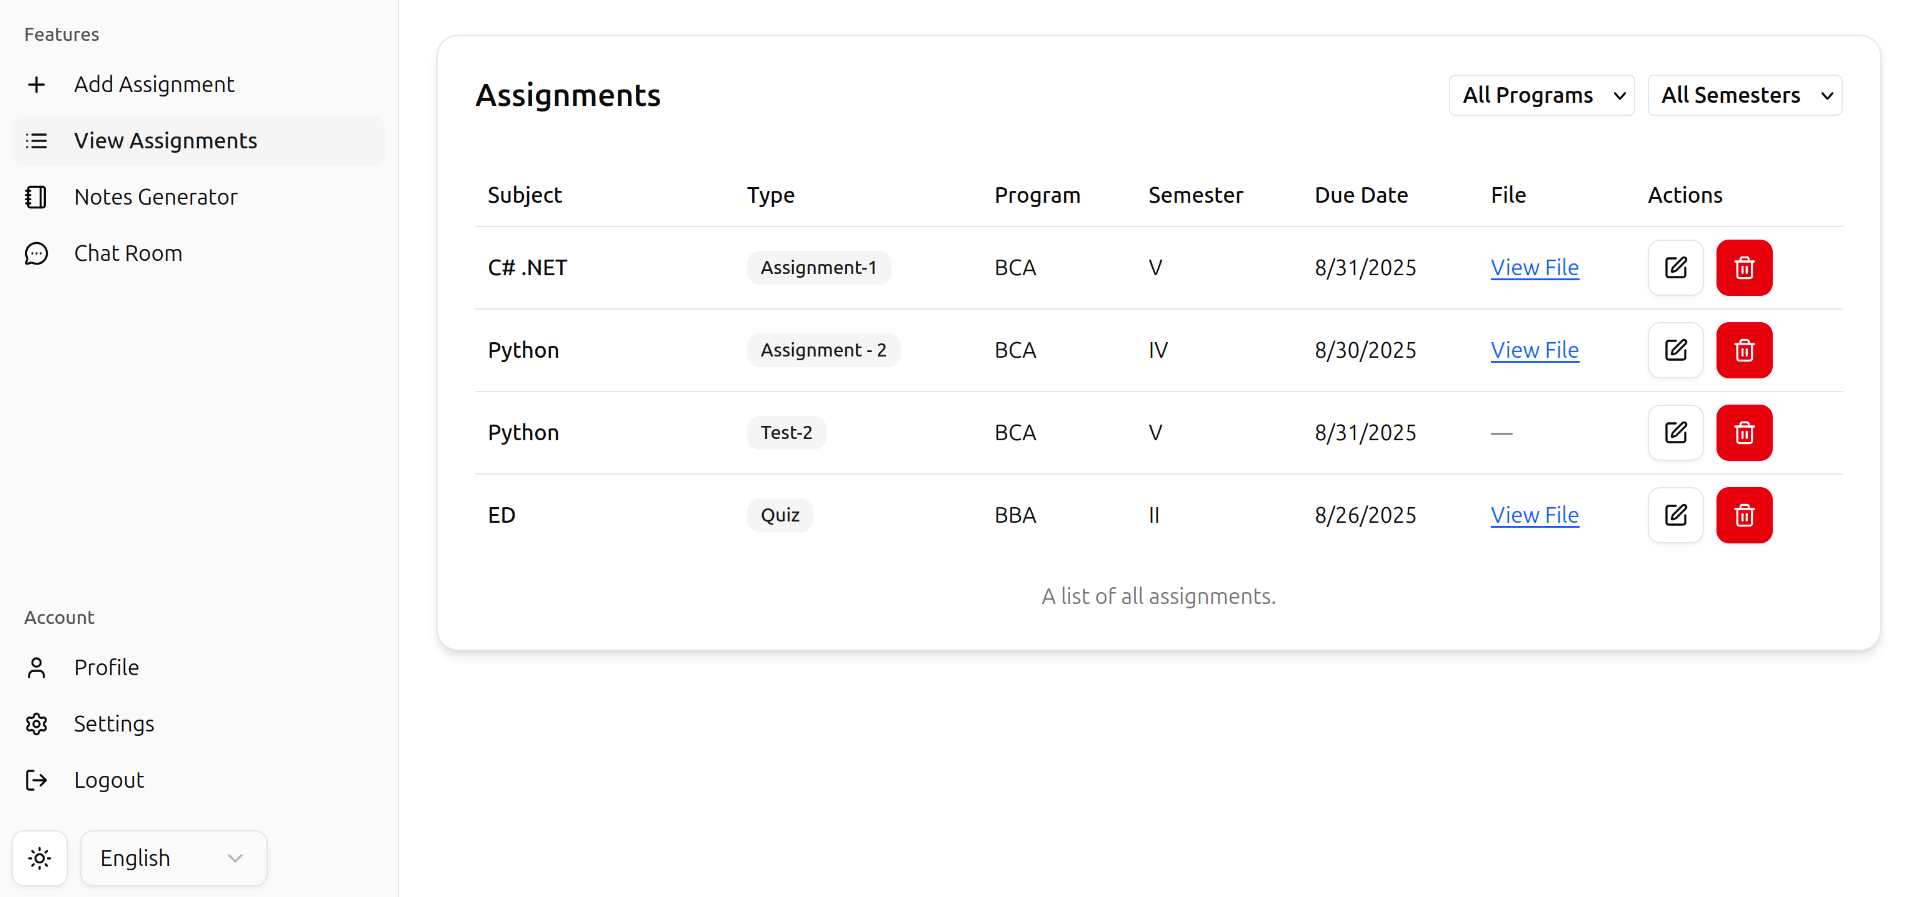 Features
Add Assignment
View Assignments
Notes Generator
Chat Room
Account
Profile
Settings
Logout
English
Assignments
All Programs
All Semesters
Subject Type Program Semester Due Date File Actions
C# .NET Assignment-1 BCA V 8/31/2025 View File
Python Assignment - 2 BCA IV 8/30/2025 View File
Python Test-2 BCA V 8/31/2025 —
ED Quiz BBA II 8/26/2025 View File
A list of all assignments.